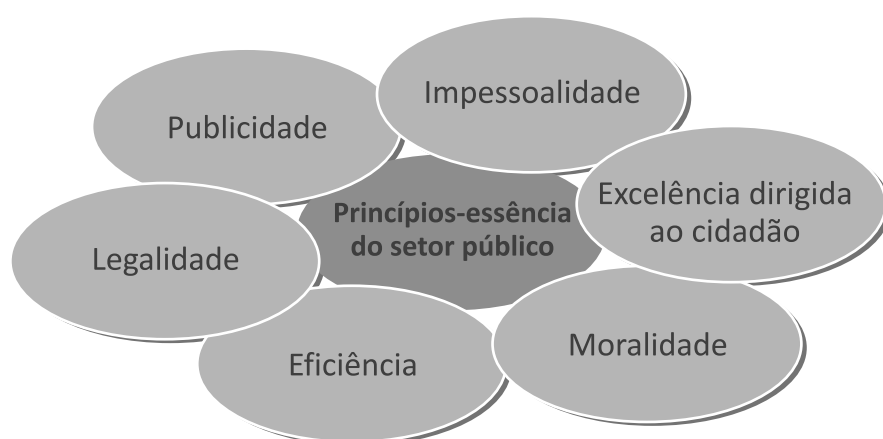 Impessoalidade
Publicidade
Excelência dirigida
ao cidadão
Princípios-essência
do setor público
Legalidade
Moralidade
Eficiência